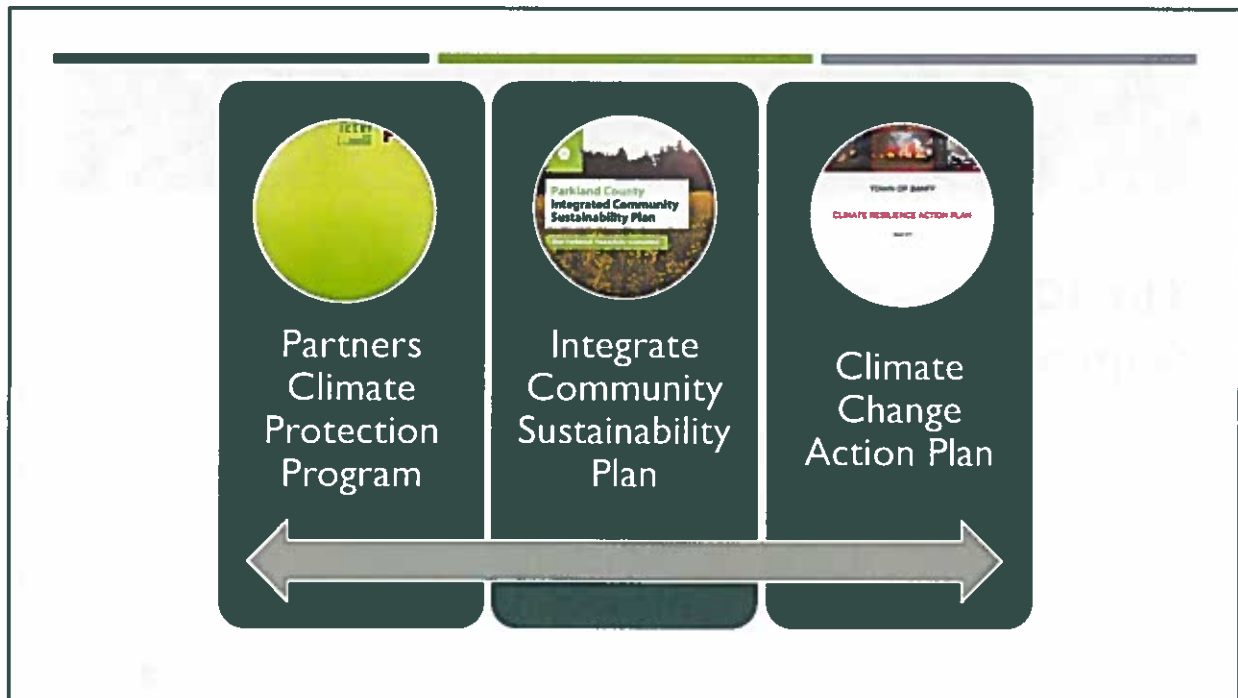 Parkland County
Integrated Community
Sustainability Plan
TOWN OF BANFF
CLIMATE RESILIENCE ACTION PLAN
Partners
Climate
Protection
Program
Integrate
Community
Sustainability
Plan
Climate
Change
Action Plan